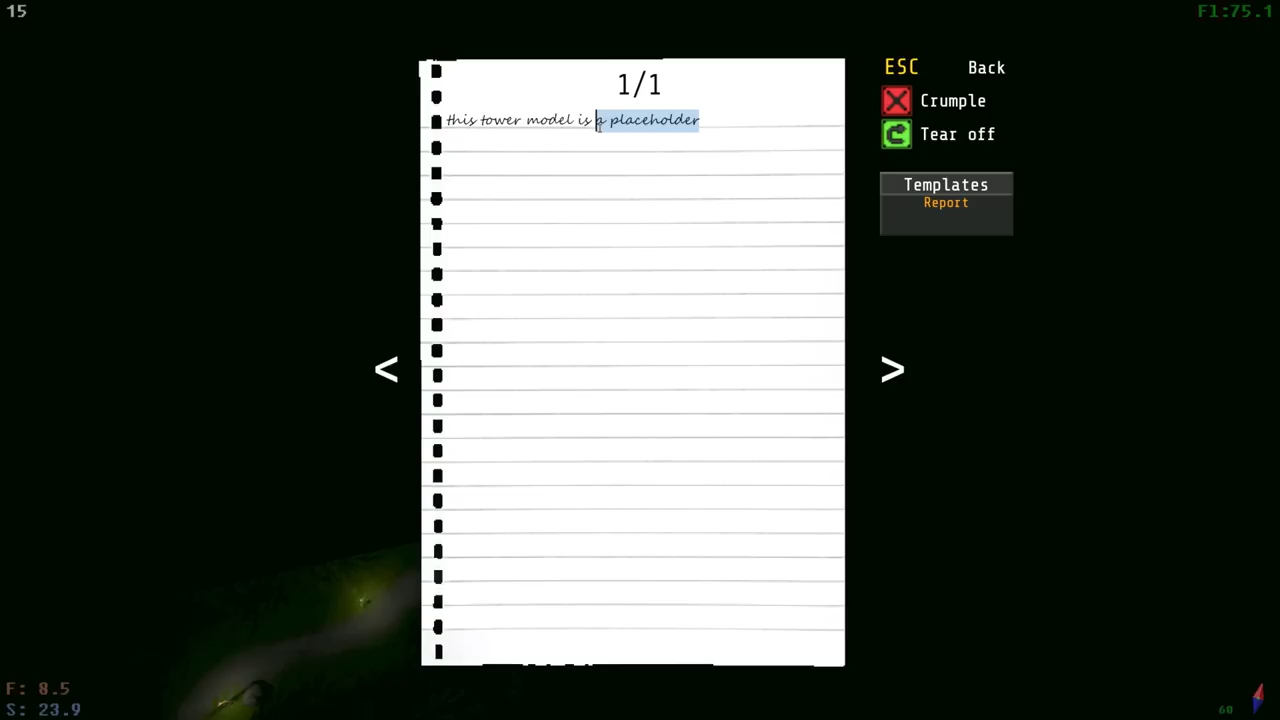 15
F1:75.1
1/1
this tower model is a placeholder
ESC Back
Crumple
Tear off
Templates
Report
<
>
F: 8.5
S: 23.9
60